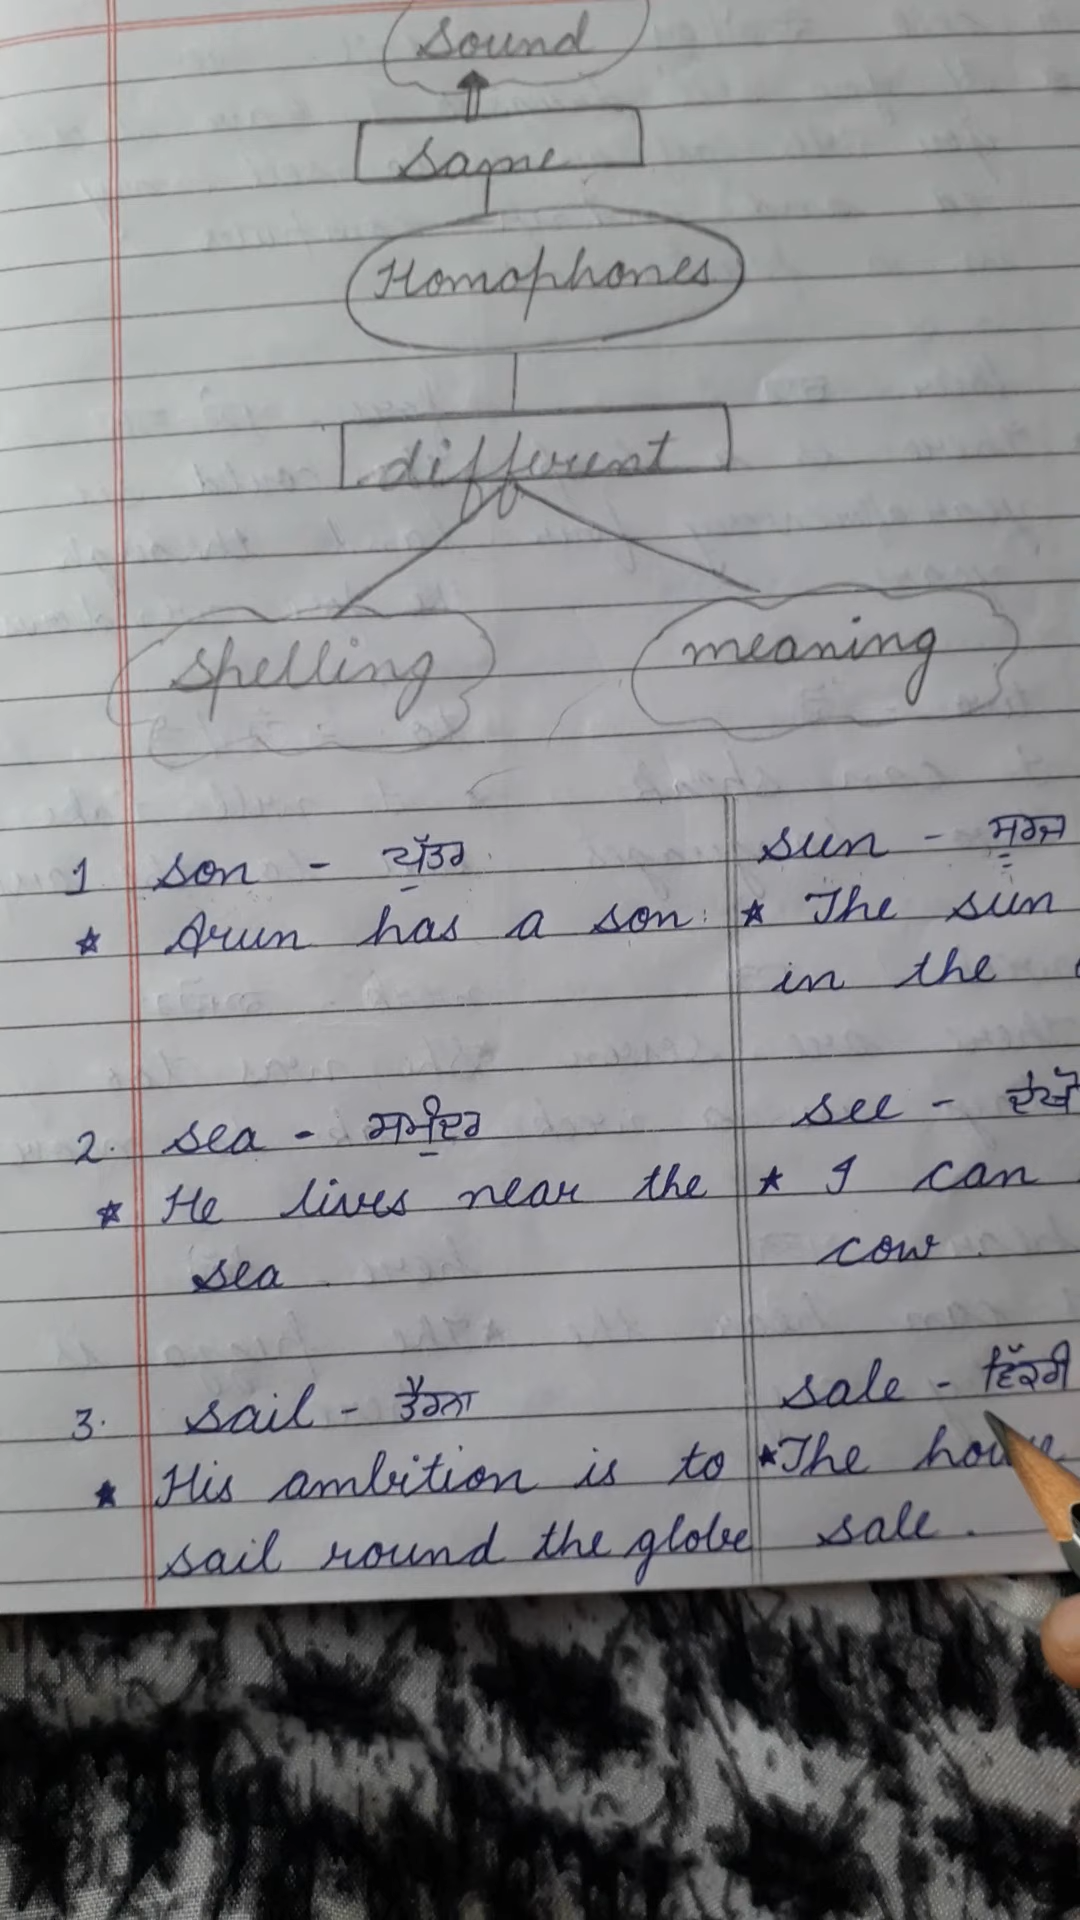 Sound
Same
Homophones
different
spelling meaning
1 son - ਪੁੱਤਰ
* Arun has a son.
sun - ਸੂਰਜ
* The sun
in the
2. sea - ਸਮੁੰਦਰ
* He lives near the
sea.
see - ਦੇਖੋ
* I can
cow.
3. sail - ਤੈਰਨਾ
* His ambition is to
sail round the globe
sale - ਵਿੱਕਰੀ
* The house
sale.